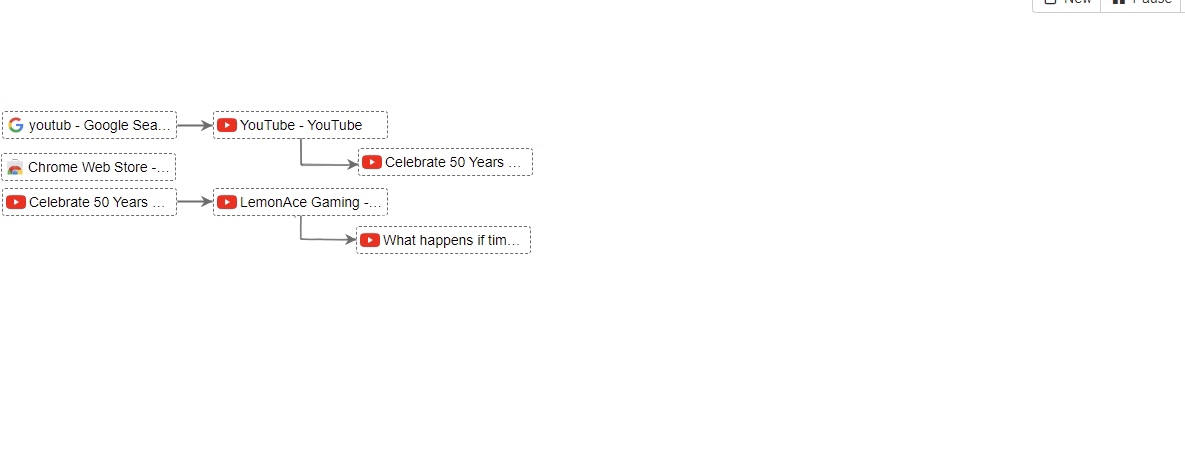 New Pause
youtub - Google Sea...
YouTube - YouTube
Celebrate 50 Years ...
Chrome Web Store -...
Celebrate 50 Years ...
LemonAce Gaming -...
What happens if tim...